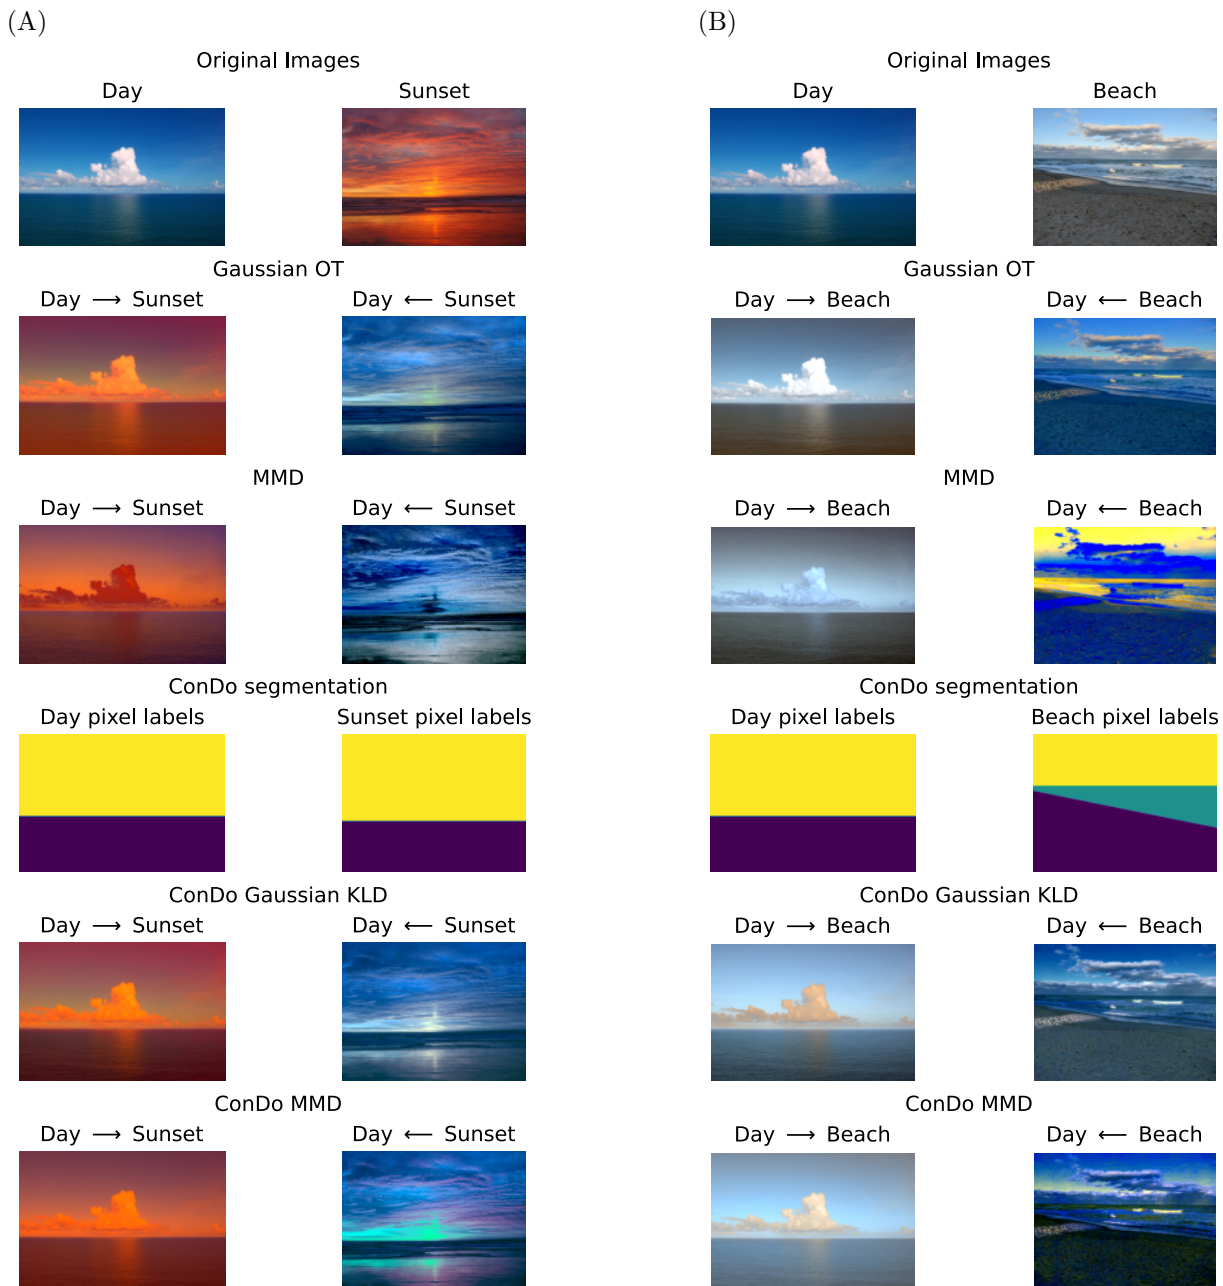 (A)
Original Images
Day Sunset
Gaussian OT
Day ⟶ Sunset Day ⟵ Sunset
MMD
Day ⟶ Sunset Day ⟵ Sunset
ConDo segmentation
Day pixel labels Sunset pixel labels
ConDo Gaussian KLD
Day ⟶ Sunset Day ⟵ Sunset
ConDo MMD
Day ⟶ Sunset Day ⟵ Sunset
(B)
Original Images
Day Beach
Gaussian OT
Day ⟶ Beach Day ⟵ Beach
MMD
Day ⟶ Beach Day ⟵ Beach
ConDo segmentation
Day pixel labels Beach pixel labels
ConDo Gaussian KLD
Day ⟶ Beach Day ⟵ Beach
ConDo MMD
Day ⟶ Beach Day ⟵ Beach